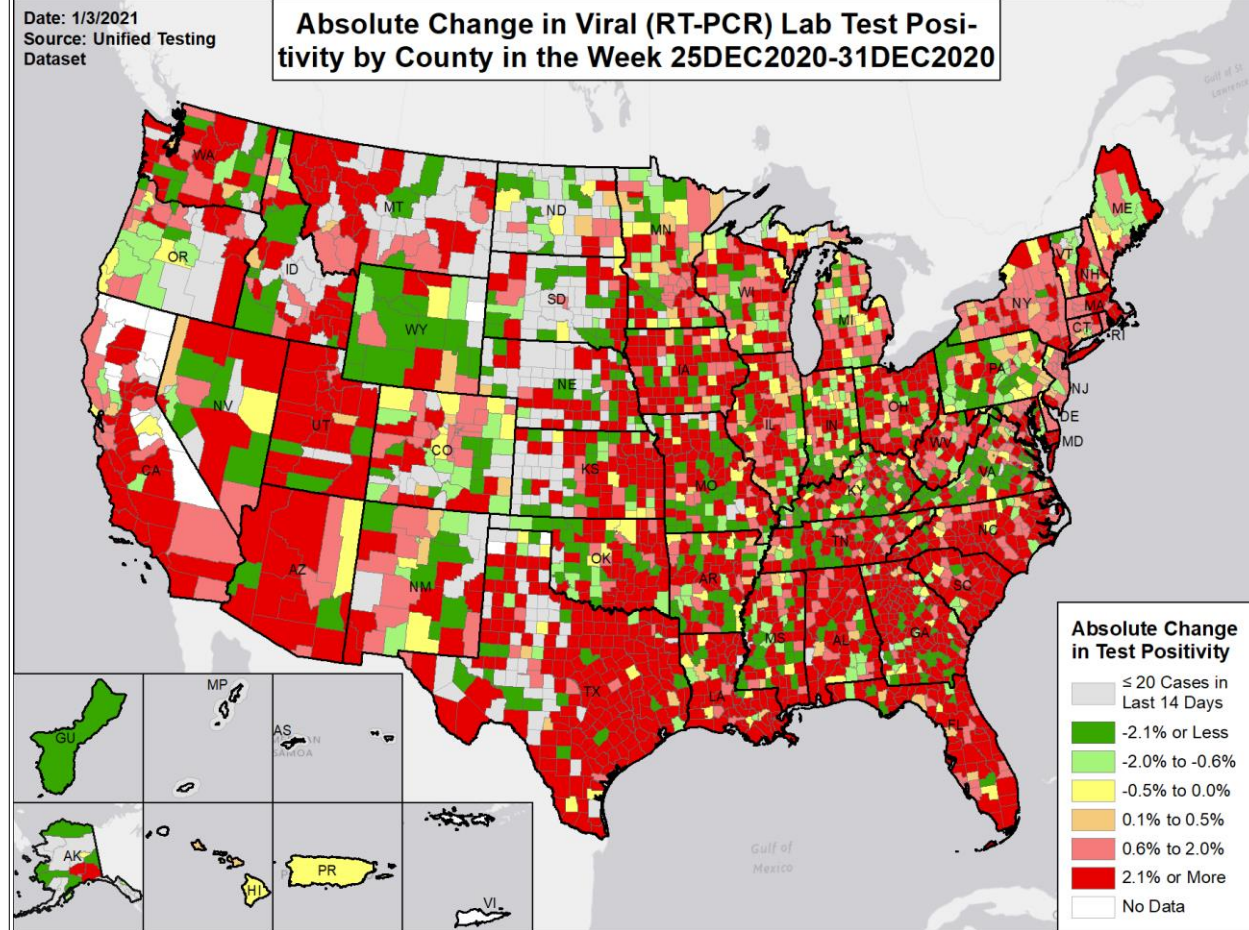 Date: 1/3/2021
Source: Unified Testing
Dataset
Absolute Change in Viral (RT-PCR) Lab Test Posi-
tivity by County in the Week 25DEC2020-31DEC2020
Gulf of St
Lawrence
WA
MT
ND
MN
ME
OR
ID
SD
WI
VT
NH
WY
MI
NY
MA
CT
RI
NE
IA
PA
NJ
NV
UT
CO
IL
IN
OH
DE
MD
WV
CA
KS
MO
KY
VA
NC
TN
AZ
NM
OK
AR
SC
MS
AL
GA
TX
LA
FL
Gulf of
Mexico
GU
MP
AS
SAMOA
AK
HI
PR
VI
Absolute Change
in Test Positivity
≤ 20 Cases in
Last 14 Days
-2.1% or Less
-2.0% to -0.6%
-0.5% to 0.0%
0.1% to 0.5%
0.6% to 2.0%
2.1% or More
No Data